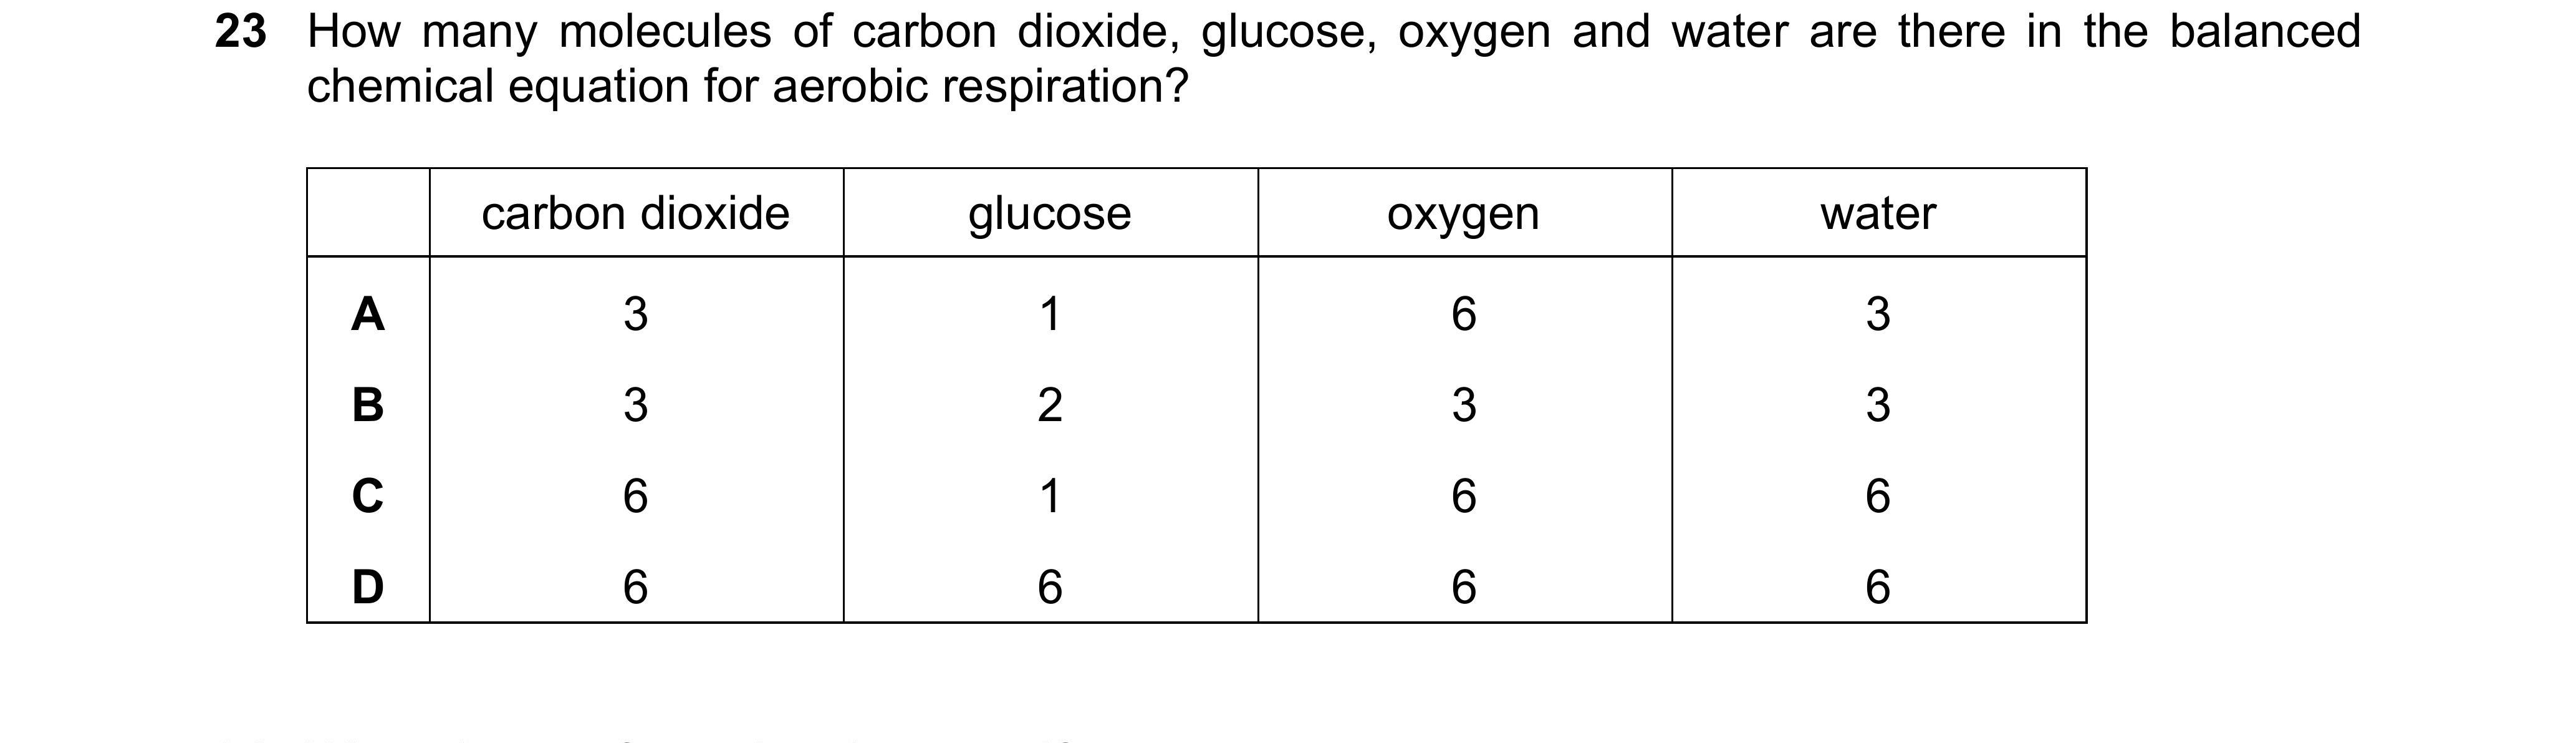 23 How many molecules of carbon dioxide, glucose, oxygen and water are there in the balanced
chemical equation for aerobic respiration?
carbon dioxide glucose oxygen water
A 3 1 6 3
B 3 2 3 3
C 6 1 6 6
D 6 6 6 6